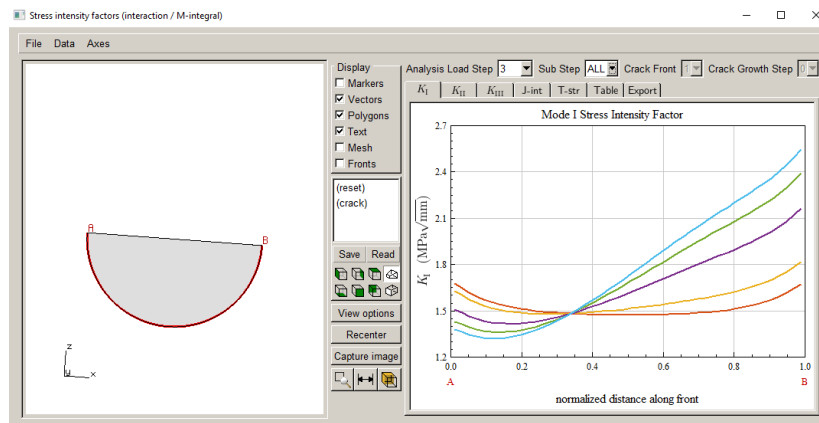 Stress intensity factors (interaction / M-integral)
File Data Axes
Display
Markers
Vectors
Polygons
Text
Mesh
Fronts
(reset)
(crack)
Save Read
View options
Recenter
Capture image
A
B
z
y x
Analysis Load Step 3 Sub Step ALL Crack Front 1 Crack Growth Step 0
K_I K_II K_III J-int T-str Table Export
Mode I Stress Intensity Factor
2.7
2.4
2.1
1.8
1.5
1.2
K_I (MPa√mm)
0.0 0.2 0.4 0.6 0.8 1.0
A B
normalized distance along front